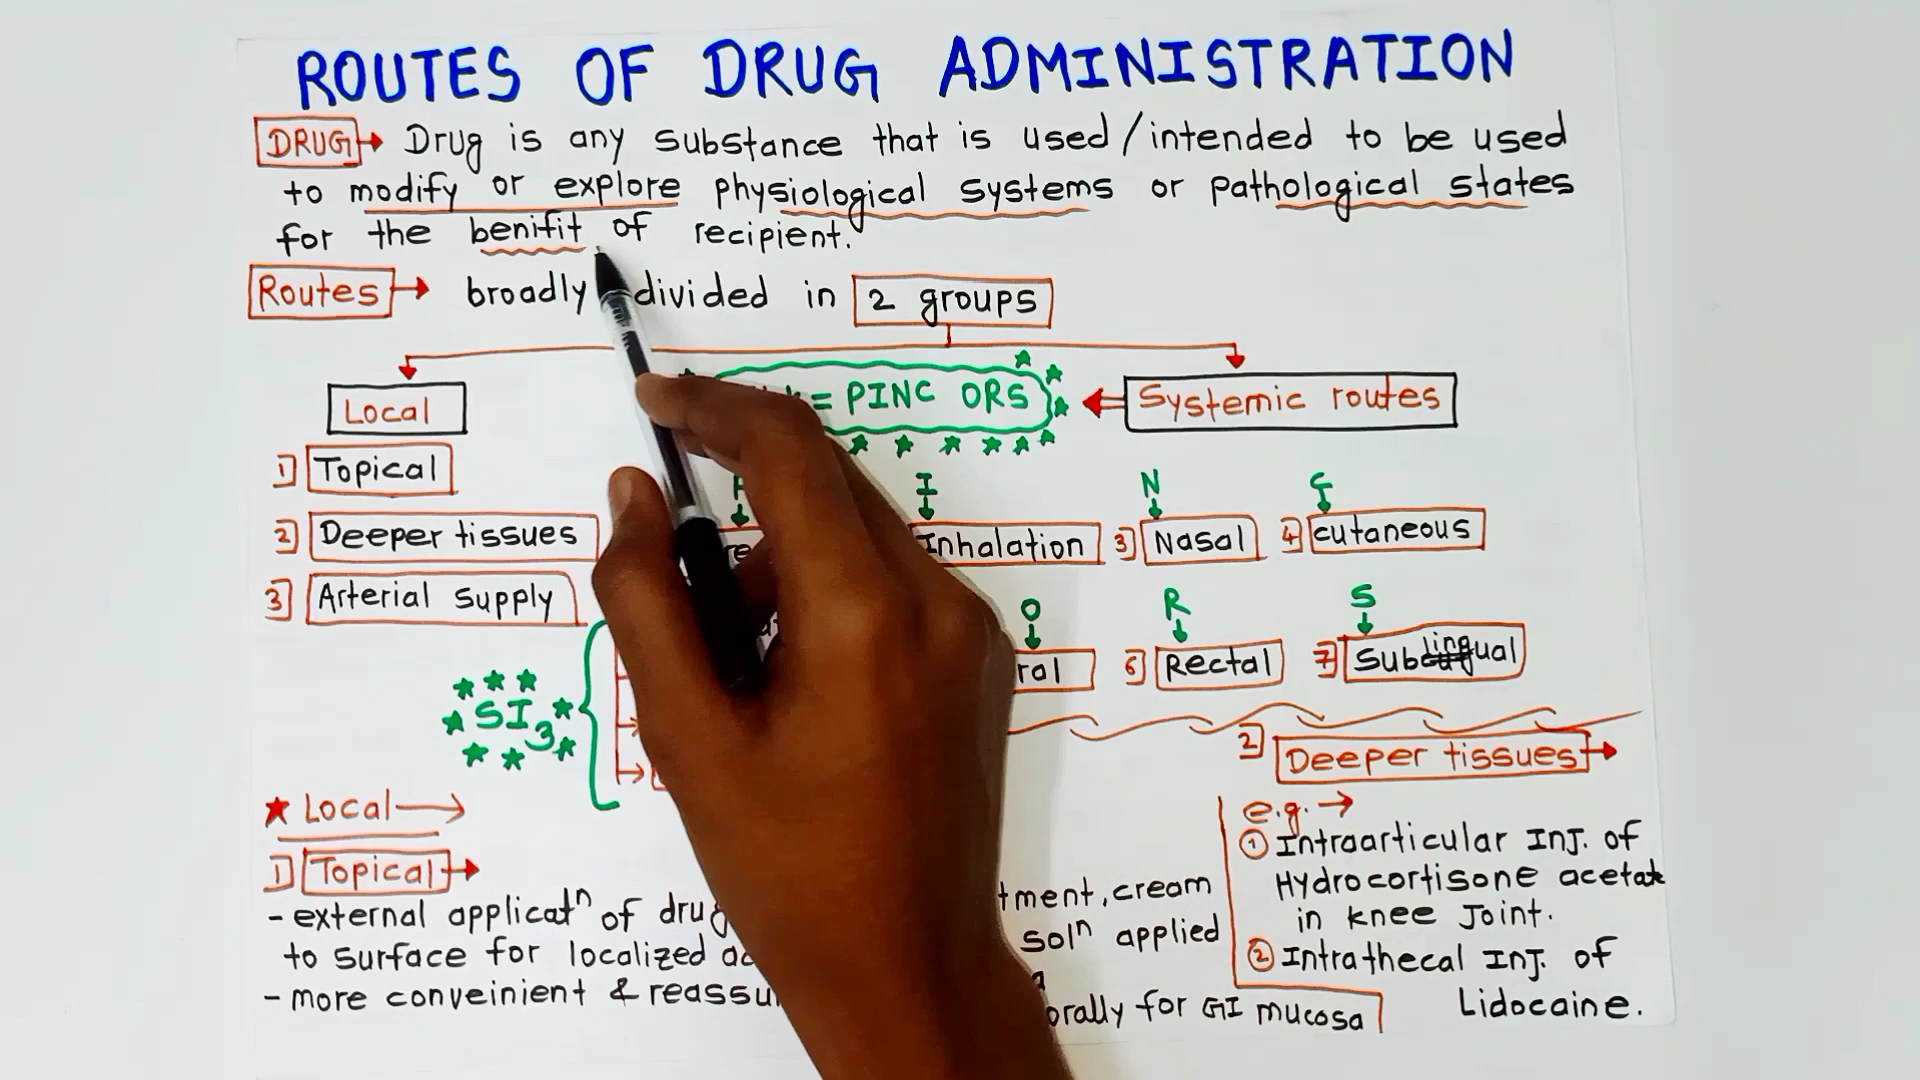 ROUTES OF DRUG ADMINISTRATION
DRUG → Drug is any substance that is used/intended to be used
to modify or explore physiological systems or pathological states
for the benifit of recipient.
Routes → broadly divided in 2 groups
Local
= PINC ORS
Systemic routes
1] Topical
2] Deeper tissues
3] Arterial supply
I
N
C
Inhalation
3] Nasal
4] cutaneous
O
R
S
6] Rectal
7] Sublingual
SI3
★ Local →
1] Topical →
- external applicatⁿ of drug
to surface for localized
- more conveinient &
cream
solⁿ applied
orally for GI mucosa
2] Deeper tissues →
e.g. →
① Intraarticular Inj. of
Hydrocortisone acetate
in knee Joint.
② Intrathecal Inj. of
Lidocaine.